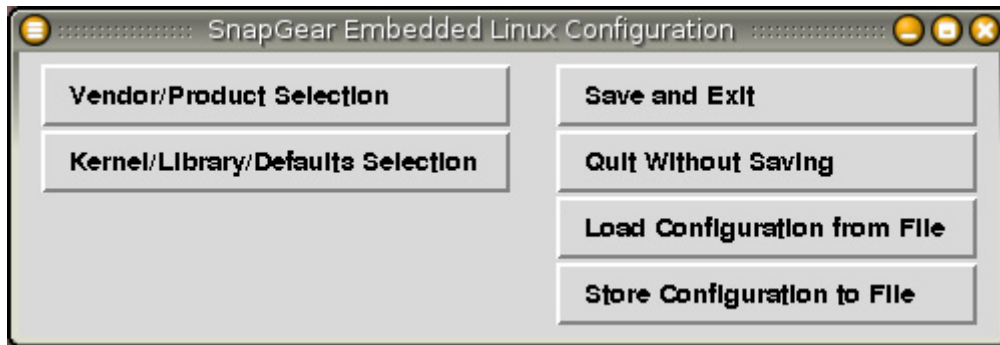 SnapGear Embedded Linux Configuration
Vendor/Product Selection
Kernel/Library/Defaults Selection
Save and Exit
Quit Without Saving
Load Configuration from File
Store Configuration to File